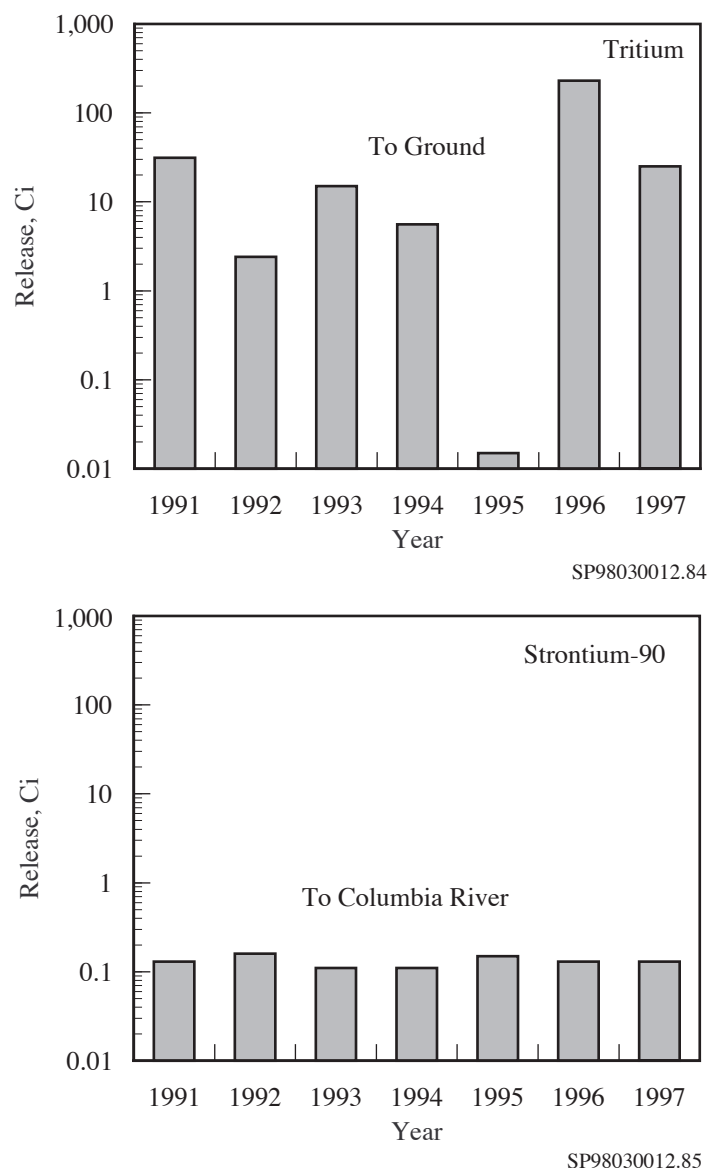 1,000
Tritium
100
To Ground
10
Release, Ci
1
0.1
0.01
1991 1992 1993 1994 1995 1996 1997
Year
SP98030012.84
1,000
Strontium-90
100
10
Release, Ci
1
To Columbia River
0.1
0.01
1991 1992 1993 1994 1995 1996 1997
Year
SP98030012.85